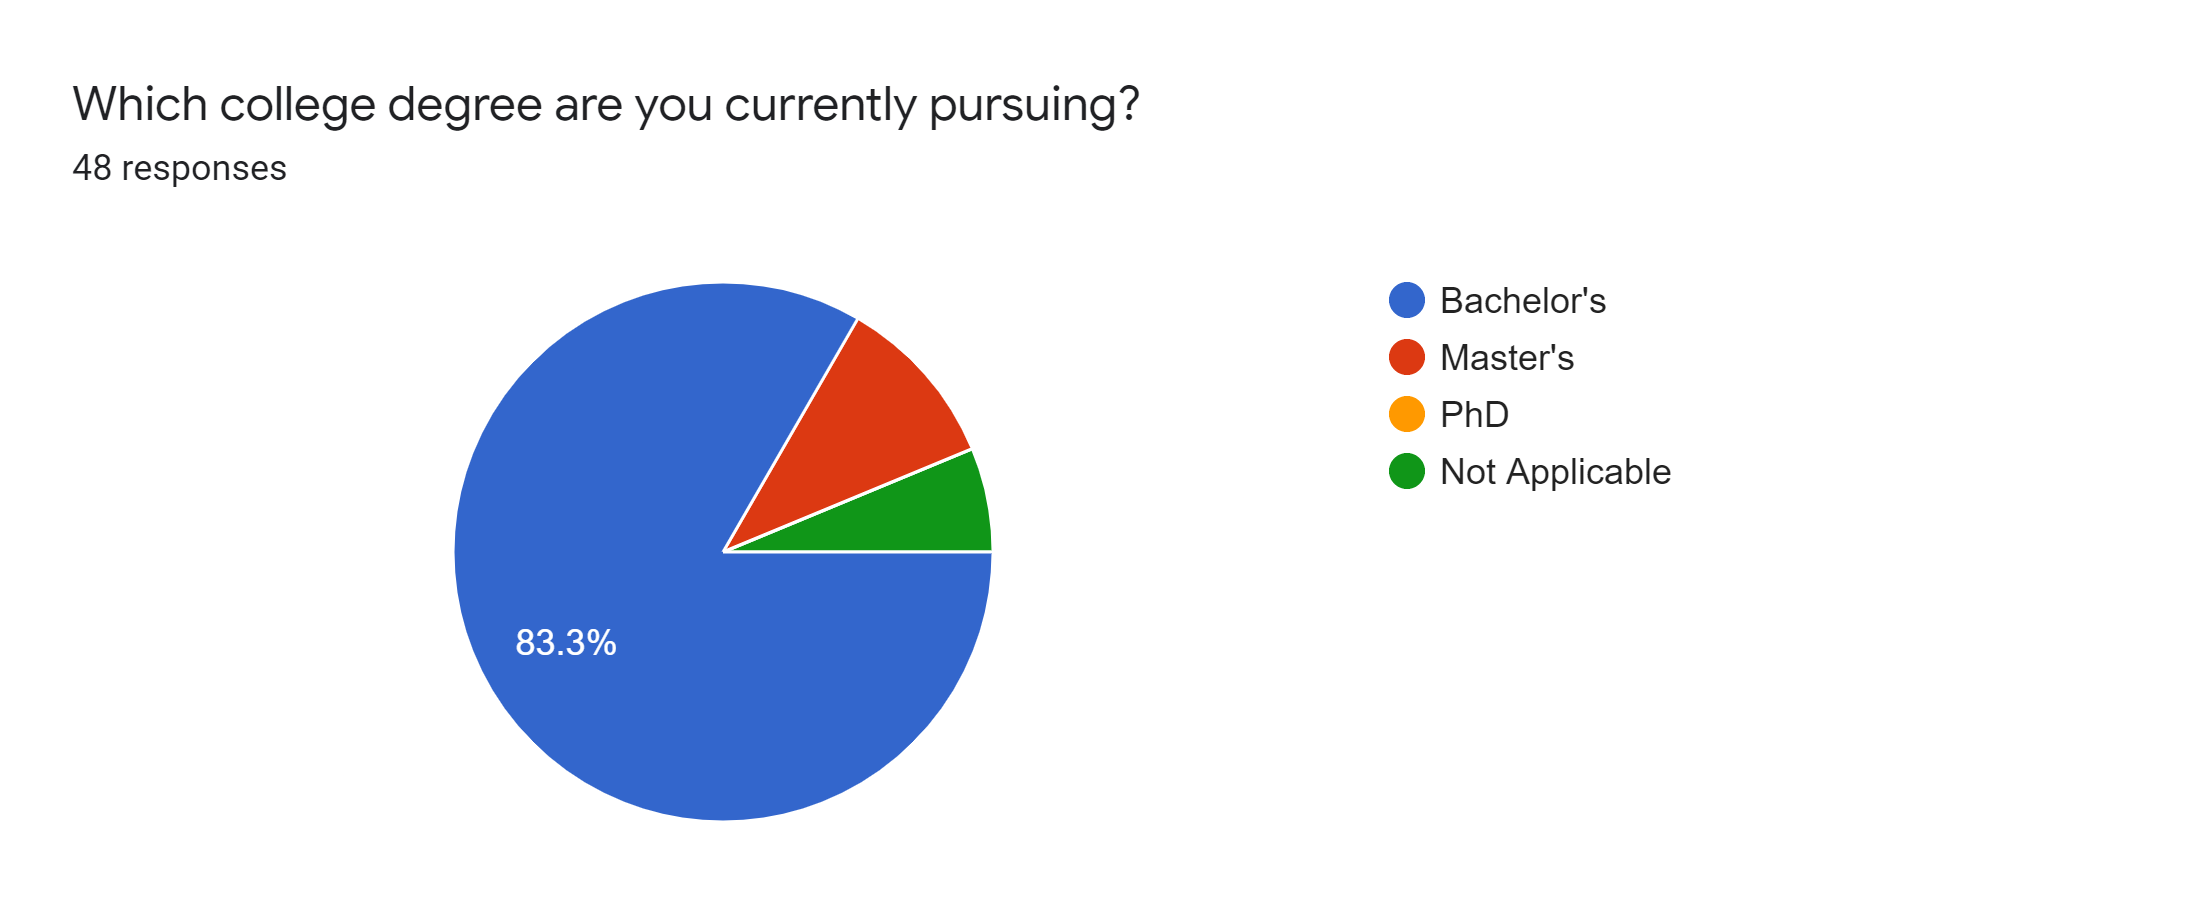 Which college degree are you currently pursuing?
48 responses
83.3%
Bachelor's
Master's
PhD
Not Applicable